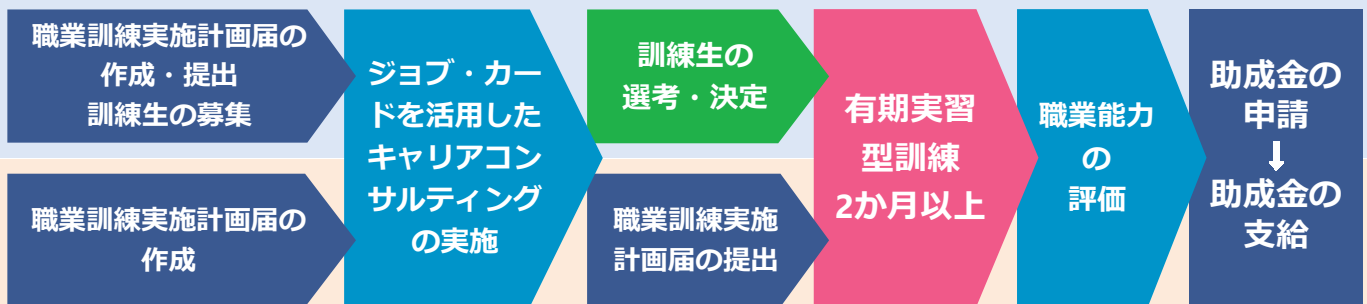 職業訓練実施計画届の
作成・提出
訓練生の募集
職業訓練実施計画届の
作成
ジョブ・カー
ドを活用した
キャリアコン
サルティング
の実施
訓練生の
選考・決定
職業訓練実施
計画届の提出
有期実習
型訓練
2か月以上
職業能力
の
評価
助成金の
申請
↓
助成金の
支給